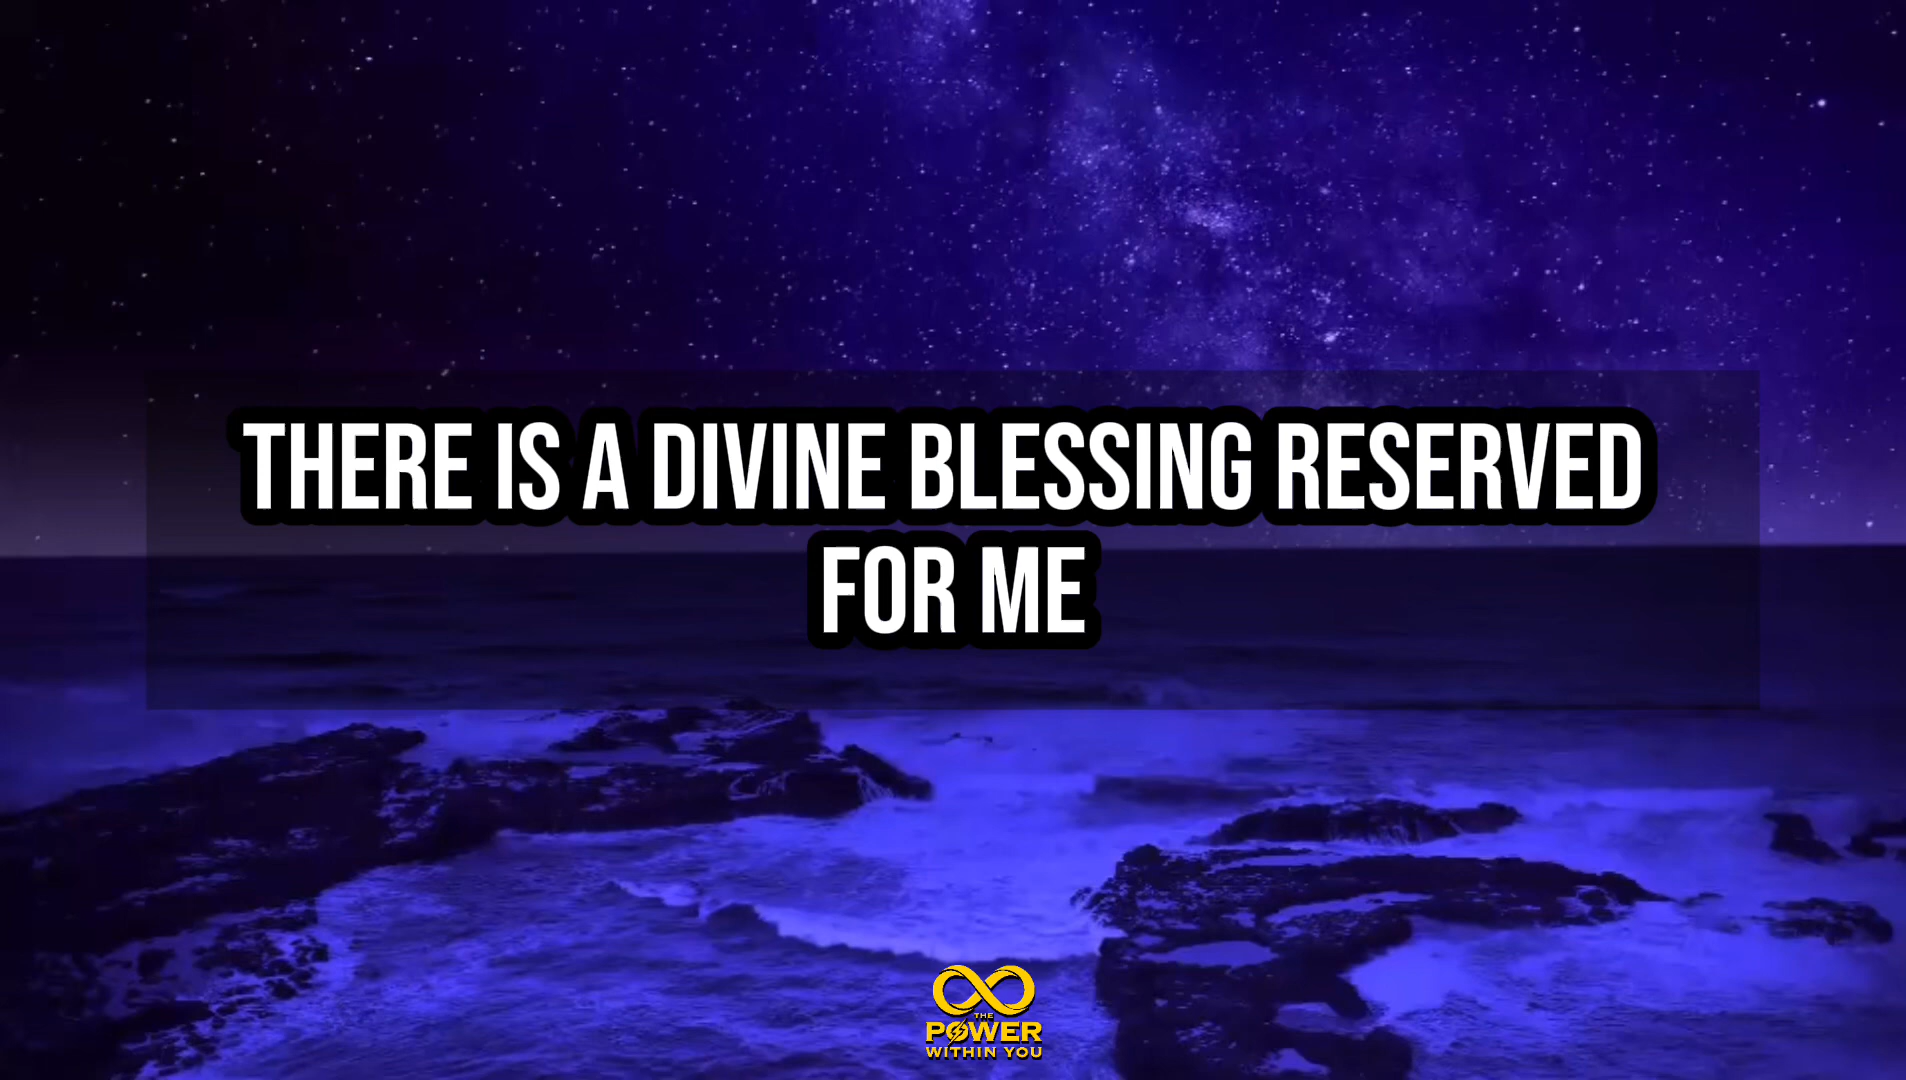 THERE IS A DIVINE BLESSING RESERVED
FOR ME
THE
POWER
WITHIN YOU